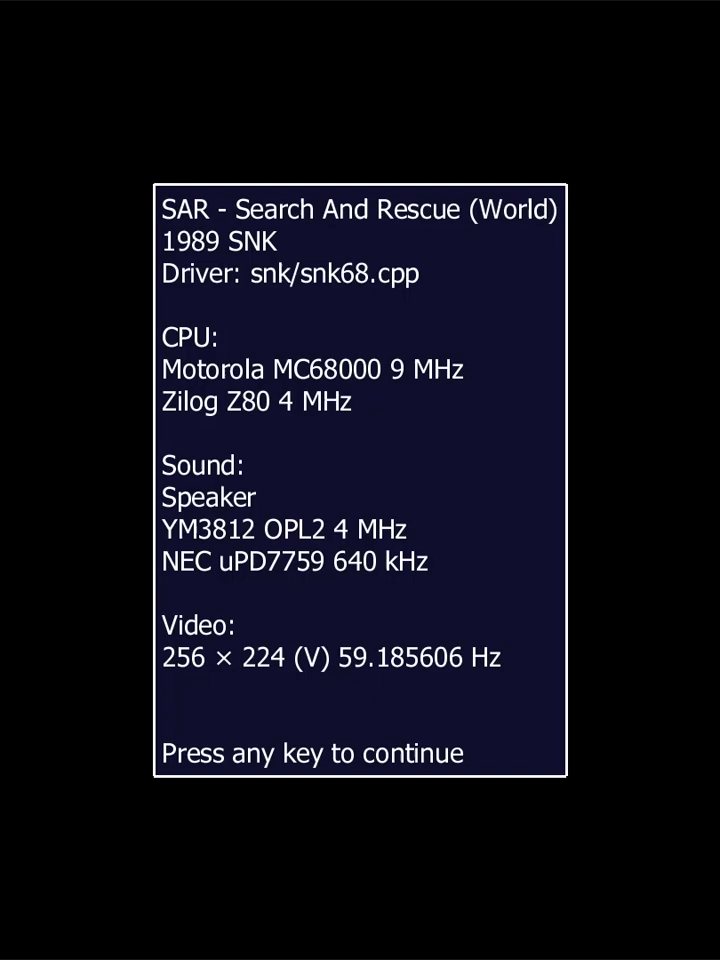 SAR - Search And Rescue (World)
1989 SNK
Driver: snk/snk68.cpp
CPU:
Motorola MC68000 9 MHz
Zilog Z80 4 MHz
Sound:
Speaker
YM3812 OPL2 4 MHz
NEC uPD7759 640 kHz
Video:
256 × 224 (V) 59.185606 Hz
Press any key to continue